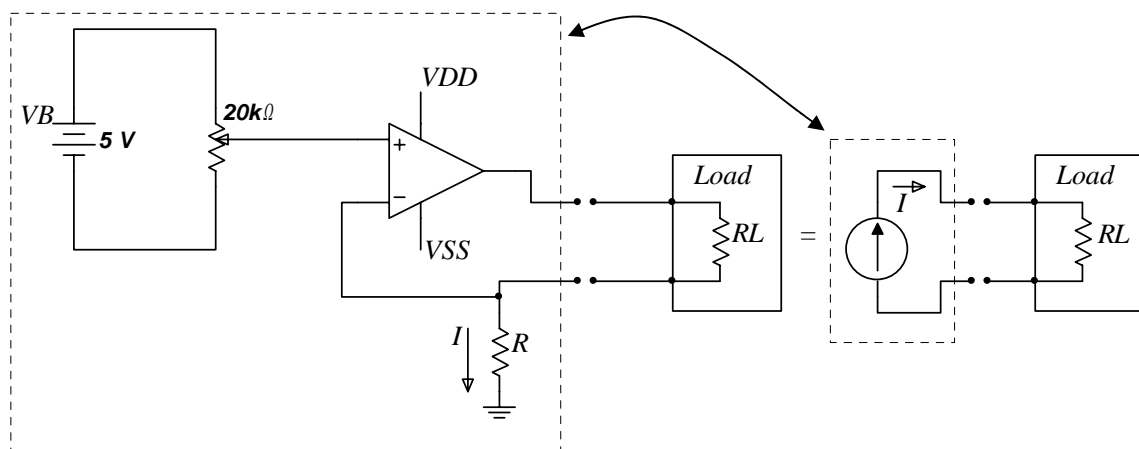 VDD
20kΩ
VB
5 V
+
−
VSS
Load
RL
I
R
=
I
Load
RL